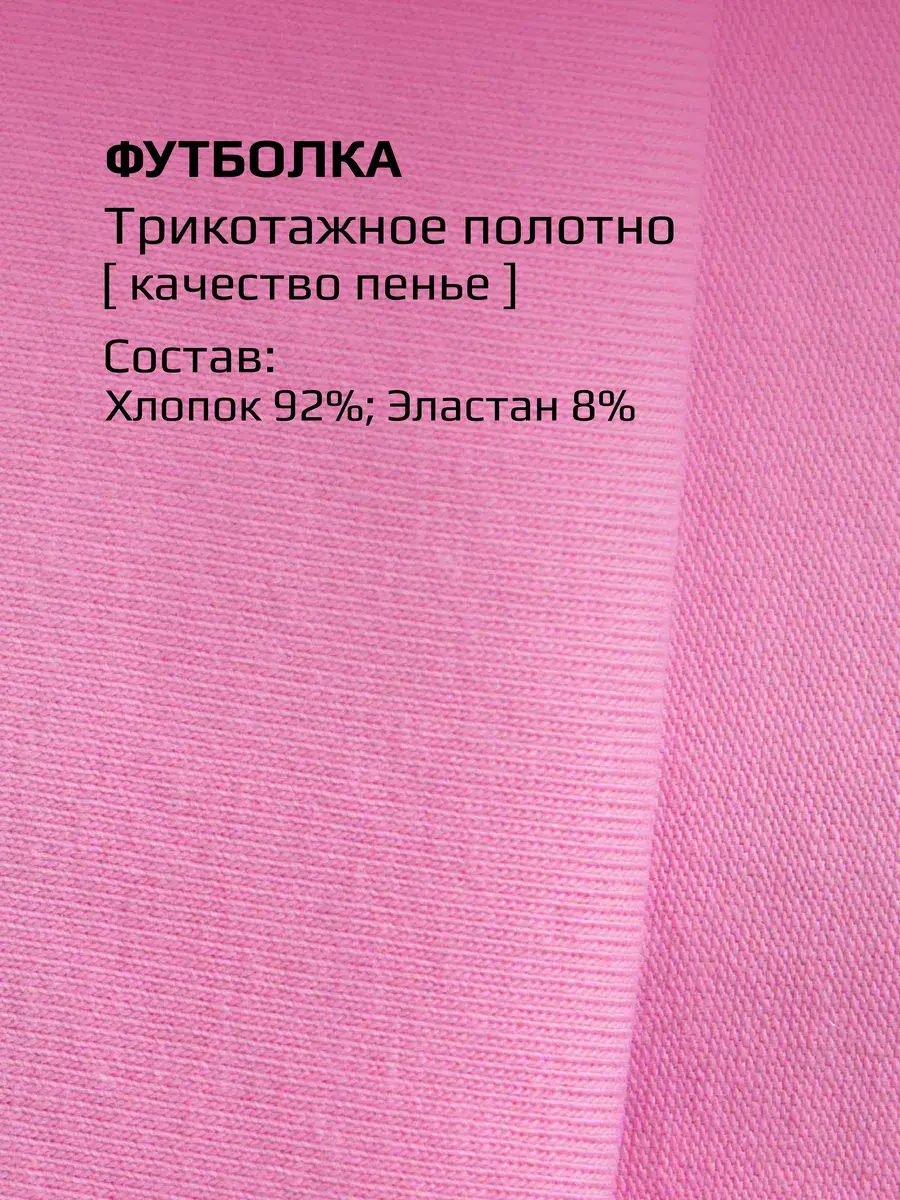 ФУТБОЛКА
Трикотажное полотно
[ качество пенье ]
Состав:
Хлопок 92%; Эластан 8%